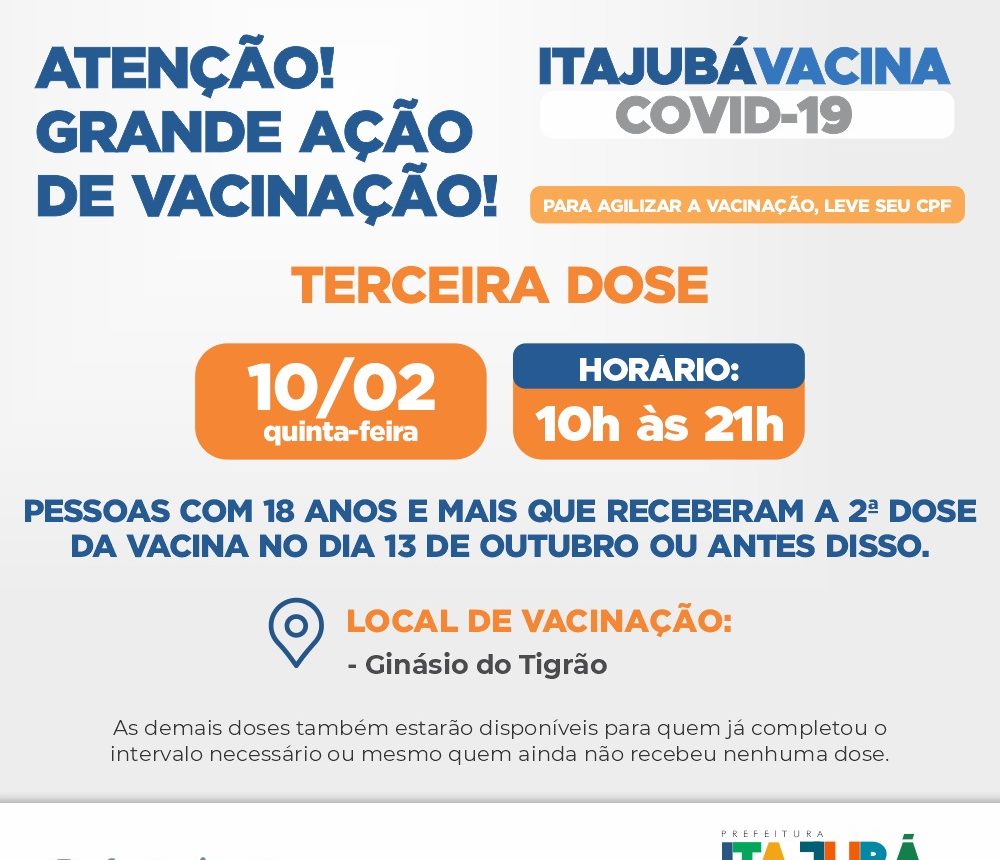 ATENÇÃO!
GRANDE AÇÃO
DE VACINAÇÃO!
ITAJUBÁVACINA
COVID-19
PARA AGILIZAR A VACINAÇÃO, LEVE SEU CPF
TERCEIRA DOSE
10/02
quinta-feira
HORÁRIO:
10h às 21h
PESSOAS COM 18 ANOS E MAIS QUE RECEBERAM A 2ª DOSE
DA VACINA NO DIA 13 DE OUTUBRO OU ANTES DISSO.
LOCAL DE VACINAÇÃO:
- Ginásio do Tigrão
As demais doses também estarão disponíveis para quem já completou o
intervalo necessário ou mesmo quem ainda não recebeu nenhuma dose.
PREFEITURA
ITAJUBÁ